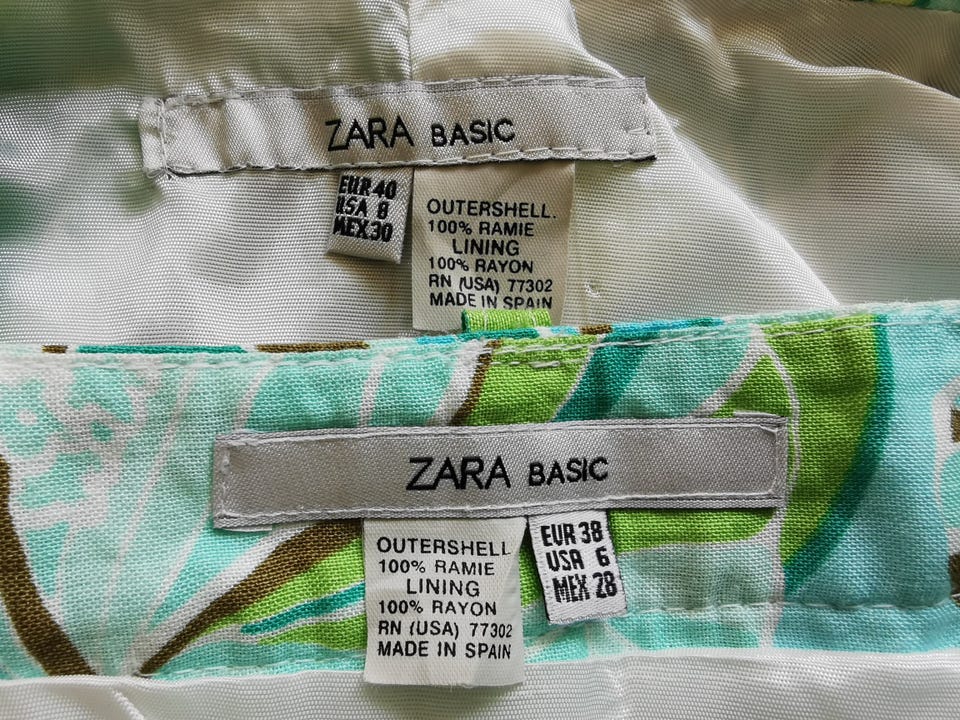 ZARA BASIC
EUR 40
USA 8
MEX 30
OUTERSHELL.
100% RAMIE
LINING
100% RAYON
RN (USA) 77302
MADE IN SPAIN
ZARA BASIC
OUTERSHELL
100% RAMIE
LINING
100% RAYON
RN (USA) 77302
MADE IN SPAIN
EUR 38
USA 6
MEX 28